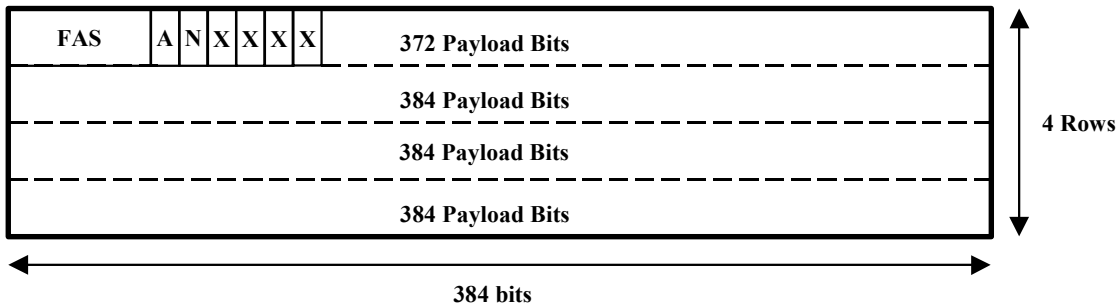 FAS A N X X X X 372 Payload Bits
384 Payload Bits
384 Payload Bits
384 Payload Bits
4 Rows
384 bits